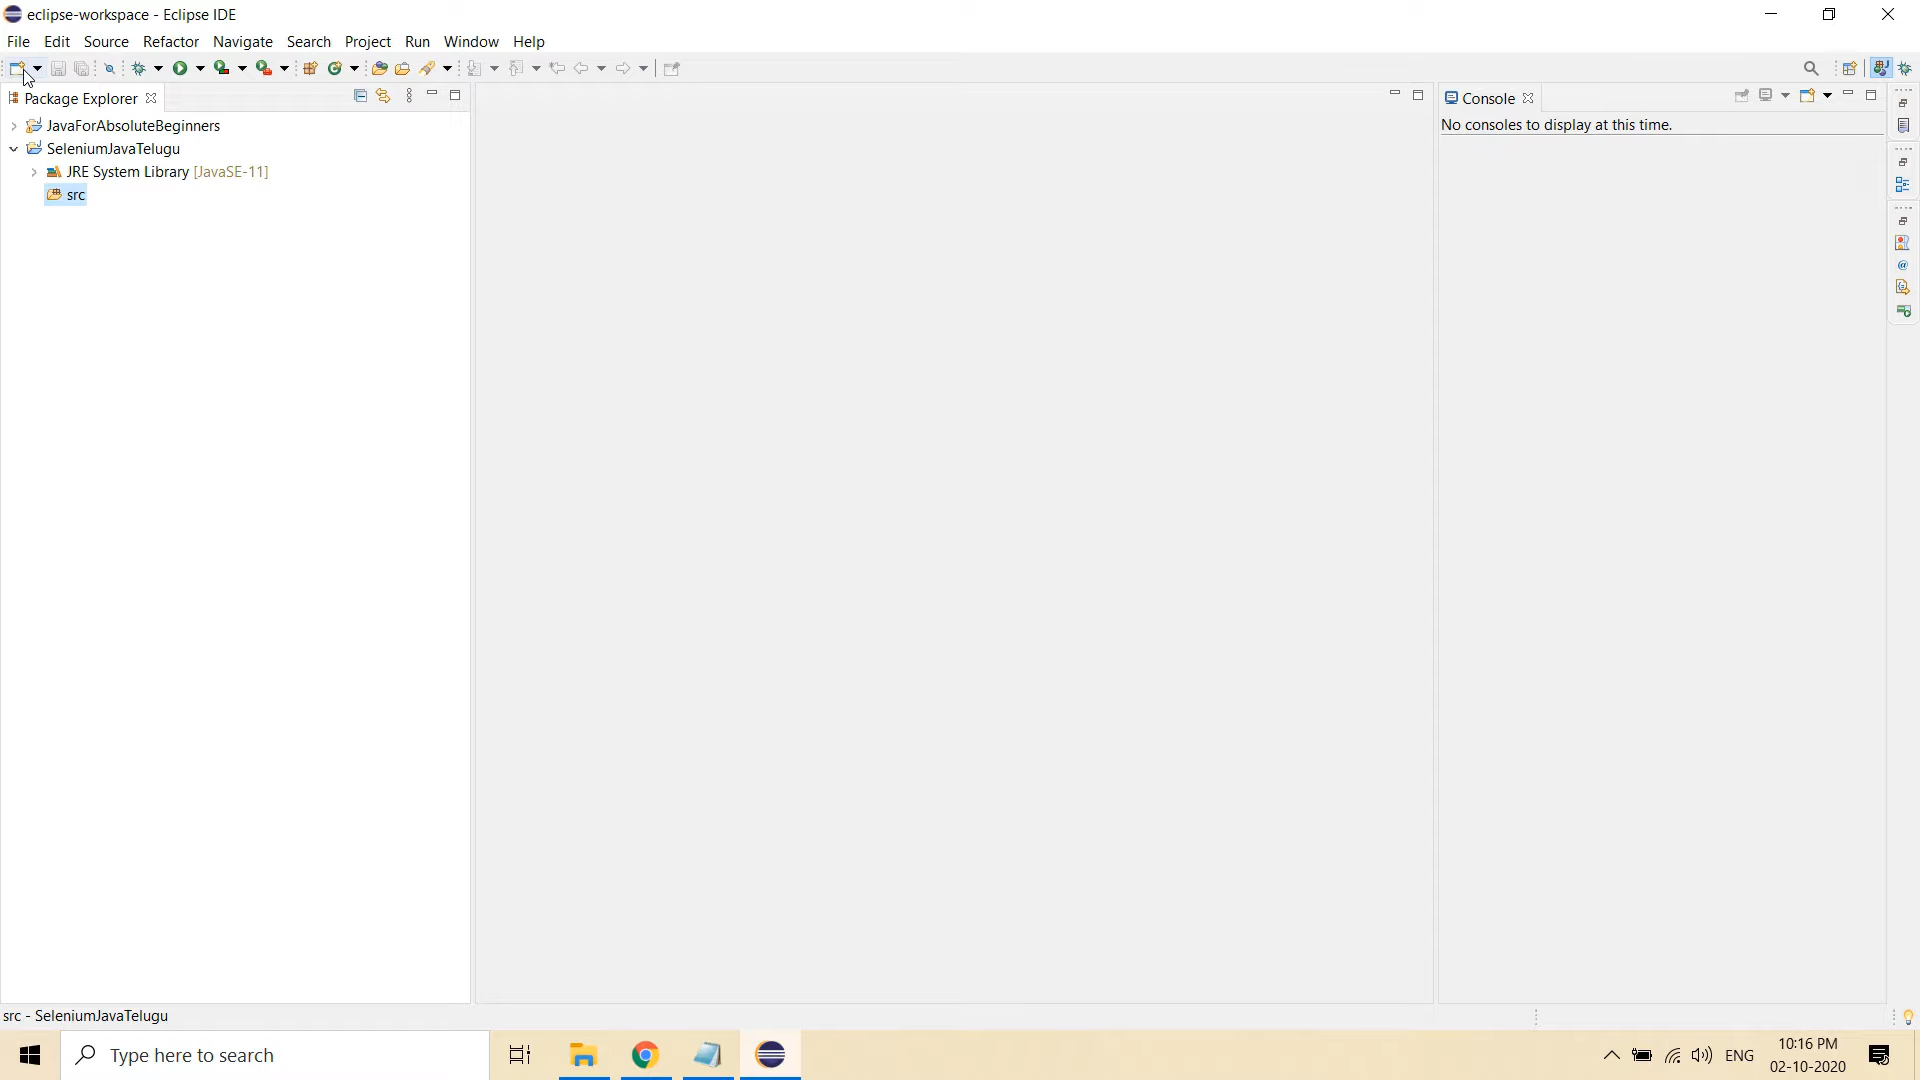 eclipse-workspace - Eclipse IDE
File Edit Source Refactor Navigate Search Project Run Window Help
Package Explorer
JavaForAbsoluteBeginners
SeleniumJavaTelugu
JRE System Library [JavaSE-11]
src
Console
No consoles to display at this time.
src - SeleniumJavaTelugu
Type here to search
ENG
10:16 PM
02-10-2020